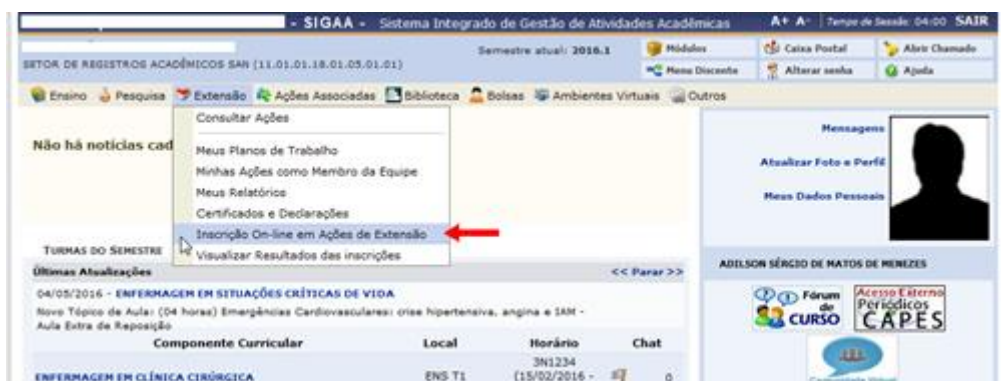 - SIGAA - Sistema Integrado de Gestão de Atividades Acadêmicas
A+ A- Tempo de Sessão: 04:00 SAIR
Semestre atual: 2016.1
Módulos
Caixa Postal
Abrir Chamado
SETOR DE REGISTROS ACADÊMICOS SAN (11.01.01.18.01.05.01.01)
Menu Discente
Alterar senha
Ajuda
Ensino Pesquisa Extensão Ações Associadas Biblioteca Bolsas Ambientes Virtuais Outros
Consultar Ações
Não há notícias cad
Meus Planos de Trabalho
Minhas Ações como Membro da Equipe
Meus Relatórios
Certificados e Declarações
Inscrição On-line em Ações de Extensão
Visualizar Resultados das inscrições
Mensagens
Atualizar Foto e Perfil
Meus Dados Pessoais
TURMAS DO SEMESTRE
Últimas Atualizações << Parar >>
04/05/2016 - ENFERMAGEM EM SITUAÇÕES CRÍTICAS DE VIDA
Novo Tópico de Aula: (04 horas) Emergências Cardiovasculares: crise hipertensiva, angina e IAM -
Aula Extra de Reposição
Componente Curricular Local Horário Chat
3N1234
ENFERMAGEM EM CLÍNICA CIRÚRGICA ENS T1 (15/02/2016 - 0
ADILSON SÉRGIO DE MATOS DE MENEZES
Fórum
de
CURSO
Acesso Externo
Periódicos
CAPES
Comunidade Virtual